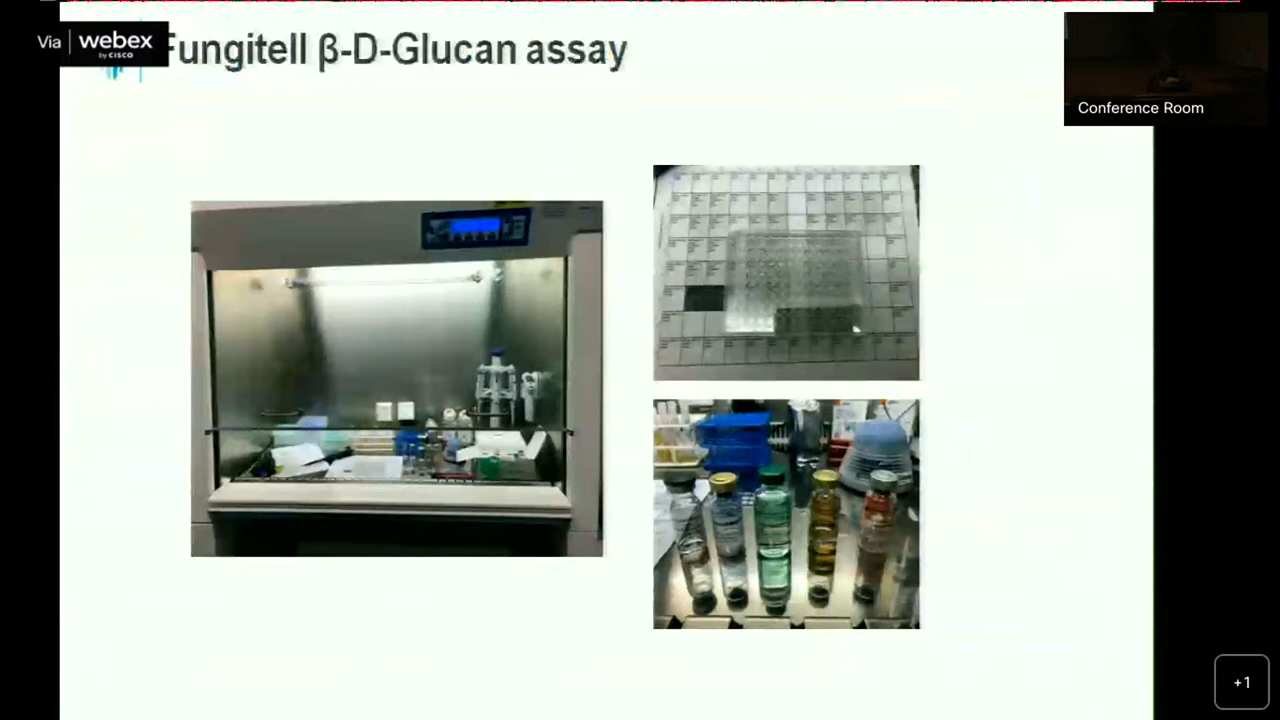 Via webex
by CISCO
Fungitell β-D-Glucan assay
Conference Room
+1